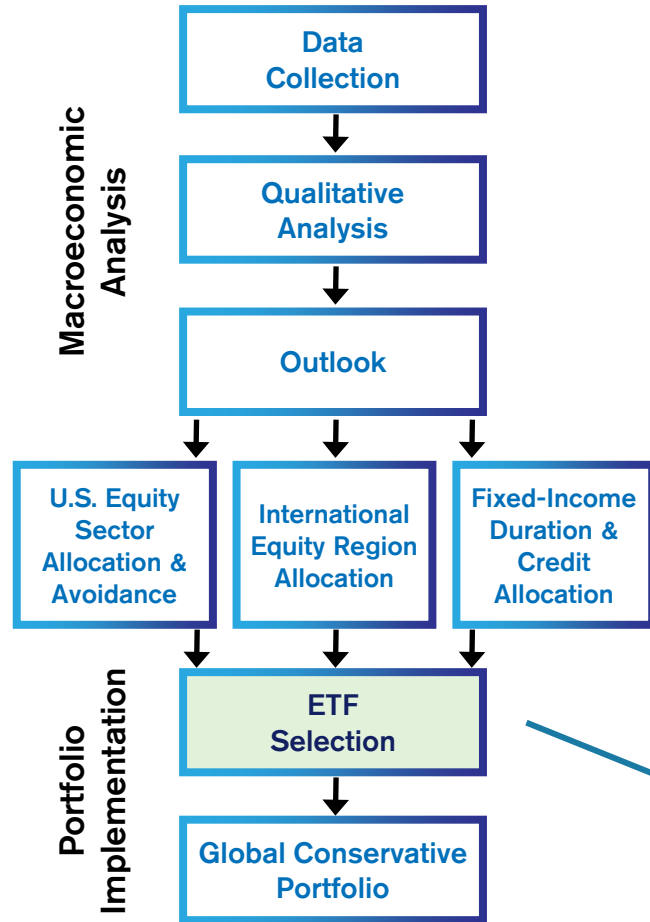 Macroeconomic
Analysis
Data
Collection
Qualitative
Analysis
Outlook
U.S. Equity
Sector
Allocation &
Avoidance
International
Equity Region
Allocation
Fixed-Income
Duration &
Credit
Allocation
Portfolio
Implementation
ETF
Selection
Global Conservative
Portfolio